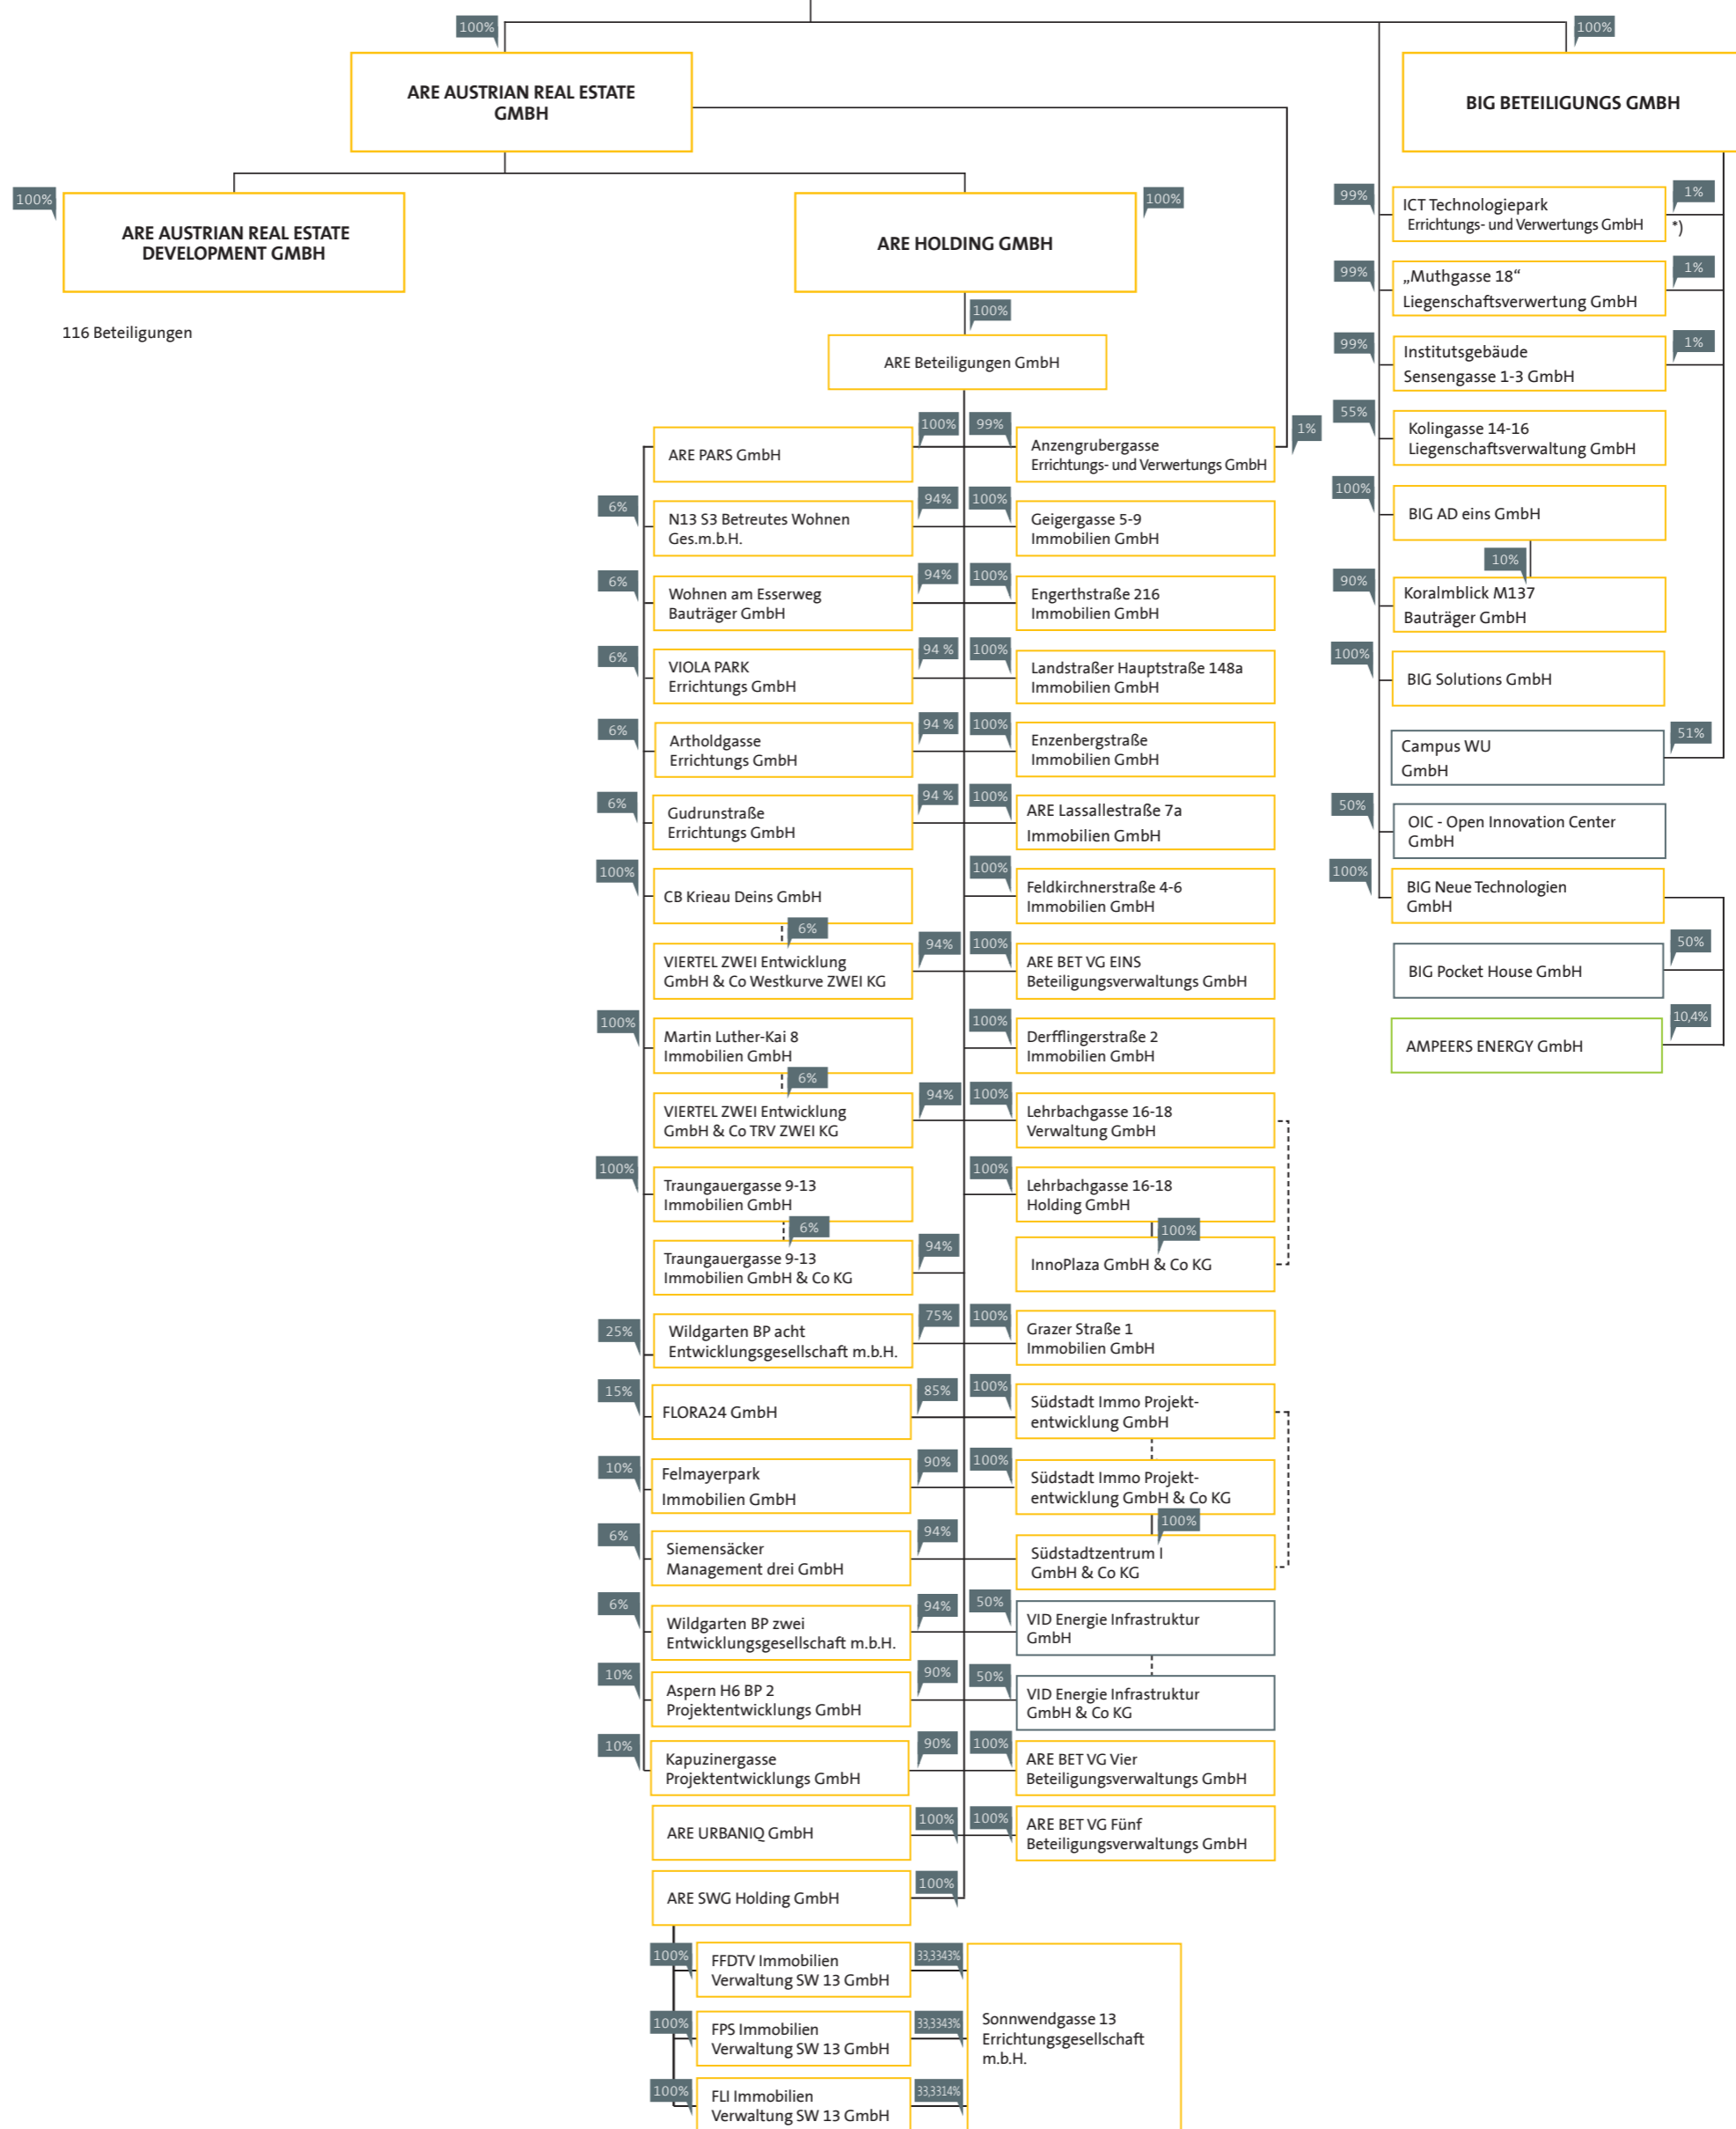 100%
100%
ARE AUSTRIAN REAL ESTATE
GMBH
BIG BETEILIGUNGS GMBH
100%
ARE AUSTRIAN REAL ESTATE
DEVELOPMENT GMBH
116 Beteiligungen
100%
ARE HOLDING GMBH
100%
ARE Beteiligungen GmbH
ARE PARS GmbH
100%
6%
N13 S3 Betreutes Wohnen
Ges.m.b.H.
94%
6%
Wohnen am Esserweg
Bauträger GmbH
94%
6%
VIOLA PARK
Errichtungs GmbH
94 %
6%
Artholdgasse
Errichtungs GmbH
94 %
6%
Gudrunstraße
Errichtungs GmbH
94 %
100%
CB Krieau Deins GmbH
6%
VIERTEL ZWEI Entwicklung
GmbH & Co Westkurve ZWEI KG
94%
100%
Martin Luther-Kai 8
Immobilien GmbH
6%
VIERTEL ZWEI Entwicklung
GmbH & Co TRV ZWEI KG
94%
100%
Traungauergasse 9-13
Immobilien GmbH
6%
Traungauergasse 9-13
Immobilien GmbH & Co KG
94%
25%
Wildgarten BP acht
Entwicklungsgesellschaft m.b.H.
75%
15%
FLORA24 GmbH
85%
10%
Felmayerpark
Immobilien GmbH
90%
6%
Siemensäcker
Management drei GmbH
94%
6%
Wildgarten BP zwei
Entwicklungsgesellschaft m.b.H.
94%
10%
Aspern H6 BP 2
Projektentwicklungs GmbH
90%
10%
Kapuzinergasse
Projektentwicklungs GmbH
90%
ARE URBANIQ GmbH
100%
ARE SWG Holding GmbH
100%
100%
FFDTV Immobilien
Verwaltung SW 13 GmbH
33,3343%
100%
FPS Immobilien
Verwaltung SW 13 GmbH
33,3343%
100%
FLI Immobilien
Verwaltung SW 13 GmbH
33,3314%
Sonnwendgasse 13
Errichtungsgesellschaft
m.b.H.
99%
Anzengrubergasse
Errichtungs- und Verwertungs GmbH
1%
100%
Geigergasse 5-9
Immobilien GmbH
100%
Engerthstraße 216
Immobilien GmbH
100%
Landstraßer Hauptstraße 148a
Immobilien GmbH
100%
Enzenbergstraße
Immobilien GmbH
100%
ARE Lassallestraße 7a
Immobilien GmbH
100%
Feldkirchnerstraße 4-6
Immobilien GmbH
100%
ARE BET VG EINS
Beteiligungsverwaltungs GmbH
100%
Derfflingerstraße 2
Immobilien GmbH
100%
Lehrbachgasse 16-18
Verwaltung GmbH
100%
Lehrbachgasse 16-18
Holding GmbH
100%
InnoPlaza GmbH & Co KG
100%
Grazer Straße 1
Immobilien GmbH
100%
Südstadt Immo Projekt-
entwicklung GmbH
100%
Südstadt Immo Projekt-
entwicklung GmbH & Co KG
100%
Südstadtzentrum I
GmbH & Co KG
50%
VID Energie Infrastruktur
GmbH
50%
VID Energie Infrastruktur
GmbH & Co KG
100%
ARE BET VG Vier
Beteiligungsverwaltungs GmbH
100%
ARE BET VG Fünf
Beteiligungsverwaltungs GmbH
99%
ICT Technologiepark
Errichtungs- und Verwertungs GmbH
1%
*)
99%
„Muthgasse 18“
Liegenschaftsverwertung GmbH
1%
99%
Institutsgebäude
Sensengasse 1-3 GmbH
1%
55%
Kolingasse 14-16
Liegenschaftsverwaltung GmbH
100%
BIG AD eins GmbH
10%
90%
Koralmblick M137
Bauträger GmbH
100%
BIG Solutions GmbH
Campus WU
GmbH
51%
50%
OIC - Open Innovation Center
GmbH
100%
BIG Neue Technologien
GmbH
BIG Pocket House GmbH
50%
AMPEERS ENERGY GmbH
10,4%